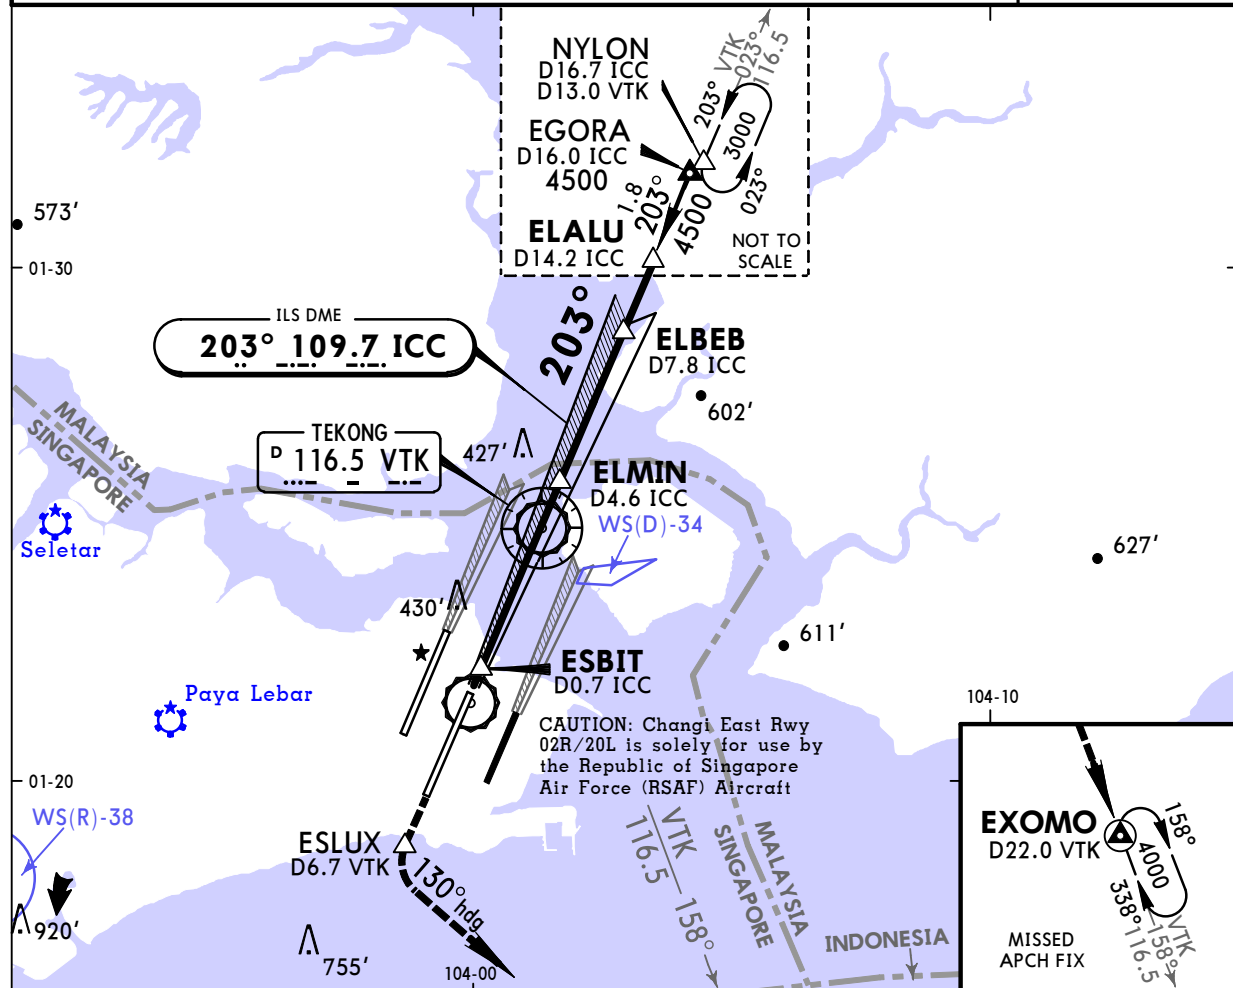 NYLON
D16.7 ICC
D13.0 VTK
VTK
023°
116.5
203°
3000
023°
EGORA
D16.0 ICC
4500
1.8
203°
4500
ELALU
D14.2 ICC
NOT TO
SCALE
573'
01-30
ILS DME
203° 109.7 ICC
203°
ELBEB
D7.8 ICC
602'
MALAYSIA
SINGAPORE
TEKONG
D 116.5 VTK
427'
ELMIN
D4.6 ICC
WS(D)-34
Seletar
627'
430'
611'
ESBIT
D0.7 ICC
Paya Lebar
104-10
CAUTION: Changi East Rwy
02R/20L is solely for use by
the Republic of Singapore
Air Force (RSAF) Aircraft
01-20
WS(R)-38
ESLUX
D6.7 VTK
130° hdg
VTK
116.5
158°
MALAYSIA
SINGAPORE
INDONESIA
920'
755'
104-00
EXOMO
D22.0 VTK
158°
4000
338°
VTK
158°
116.5
MISSED
APCH FIX